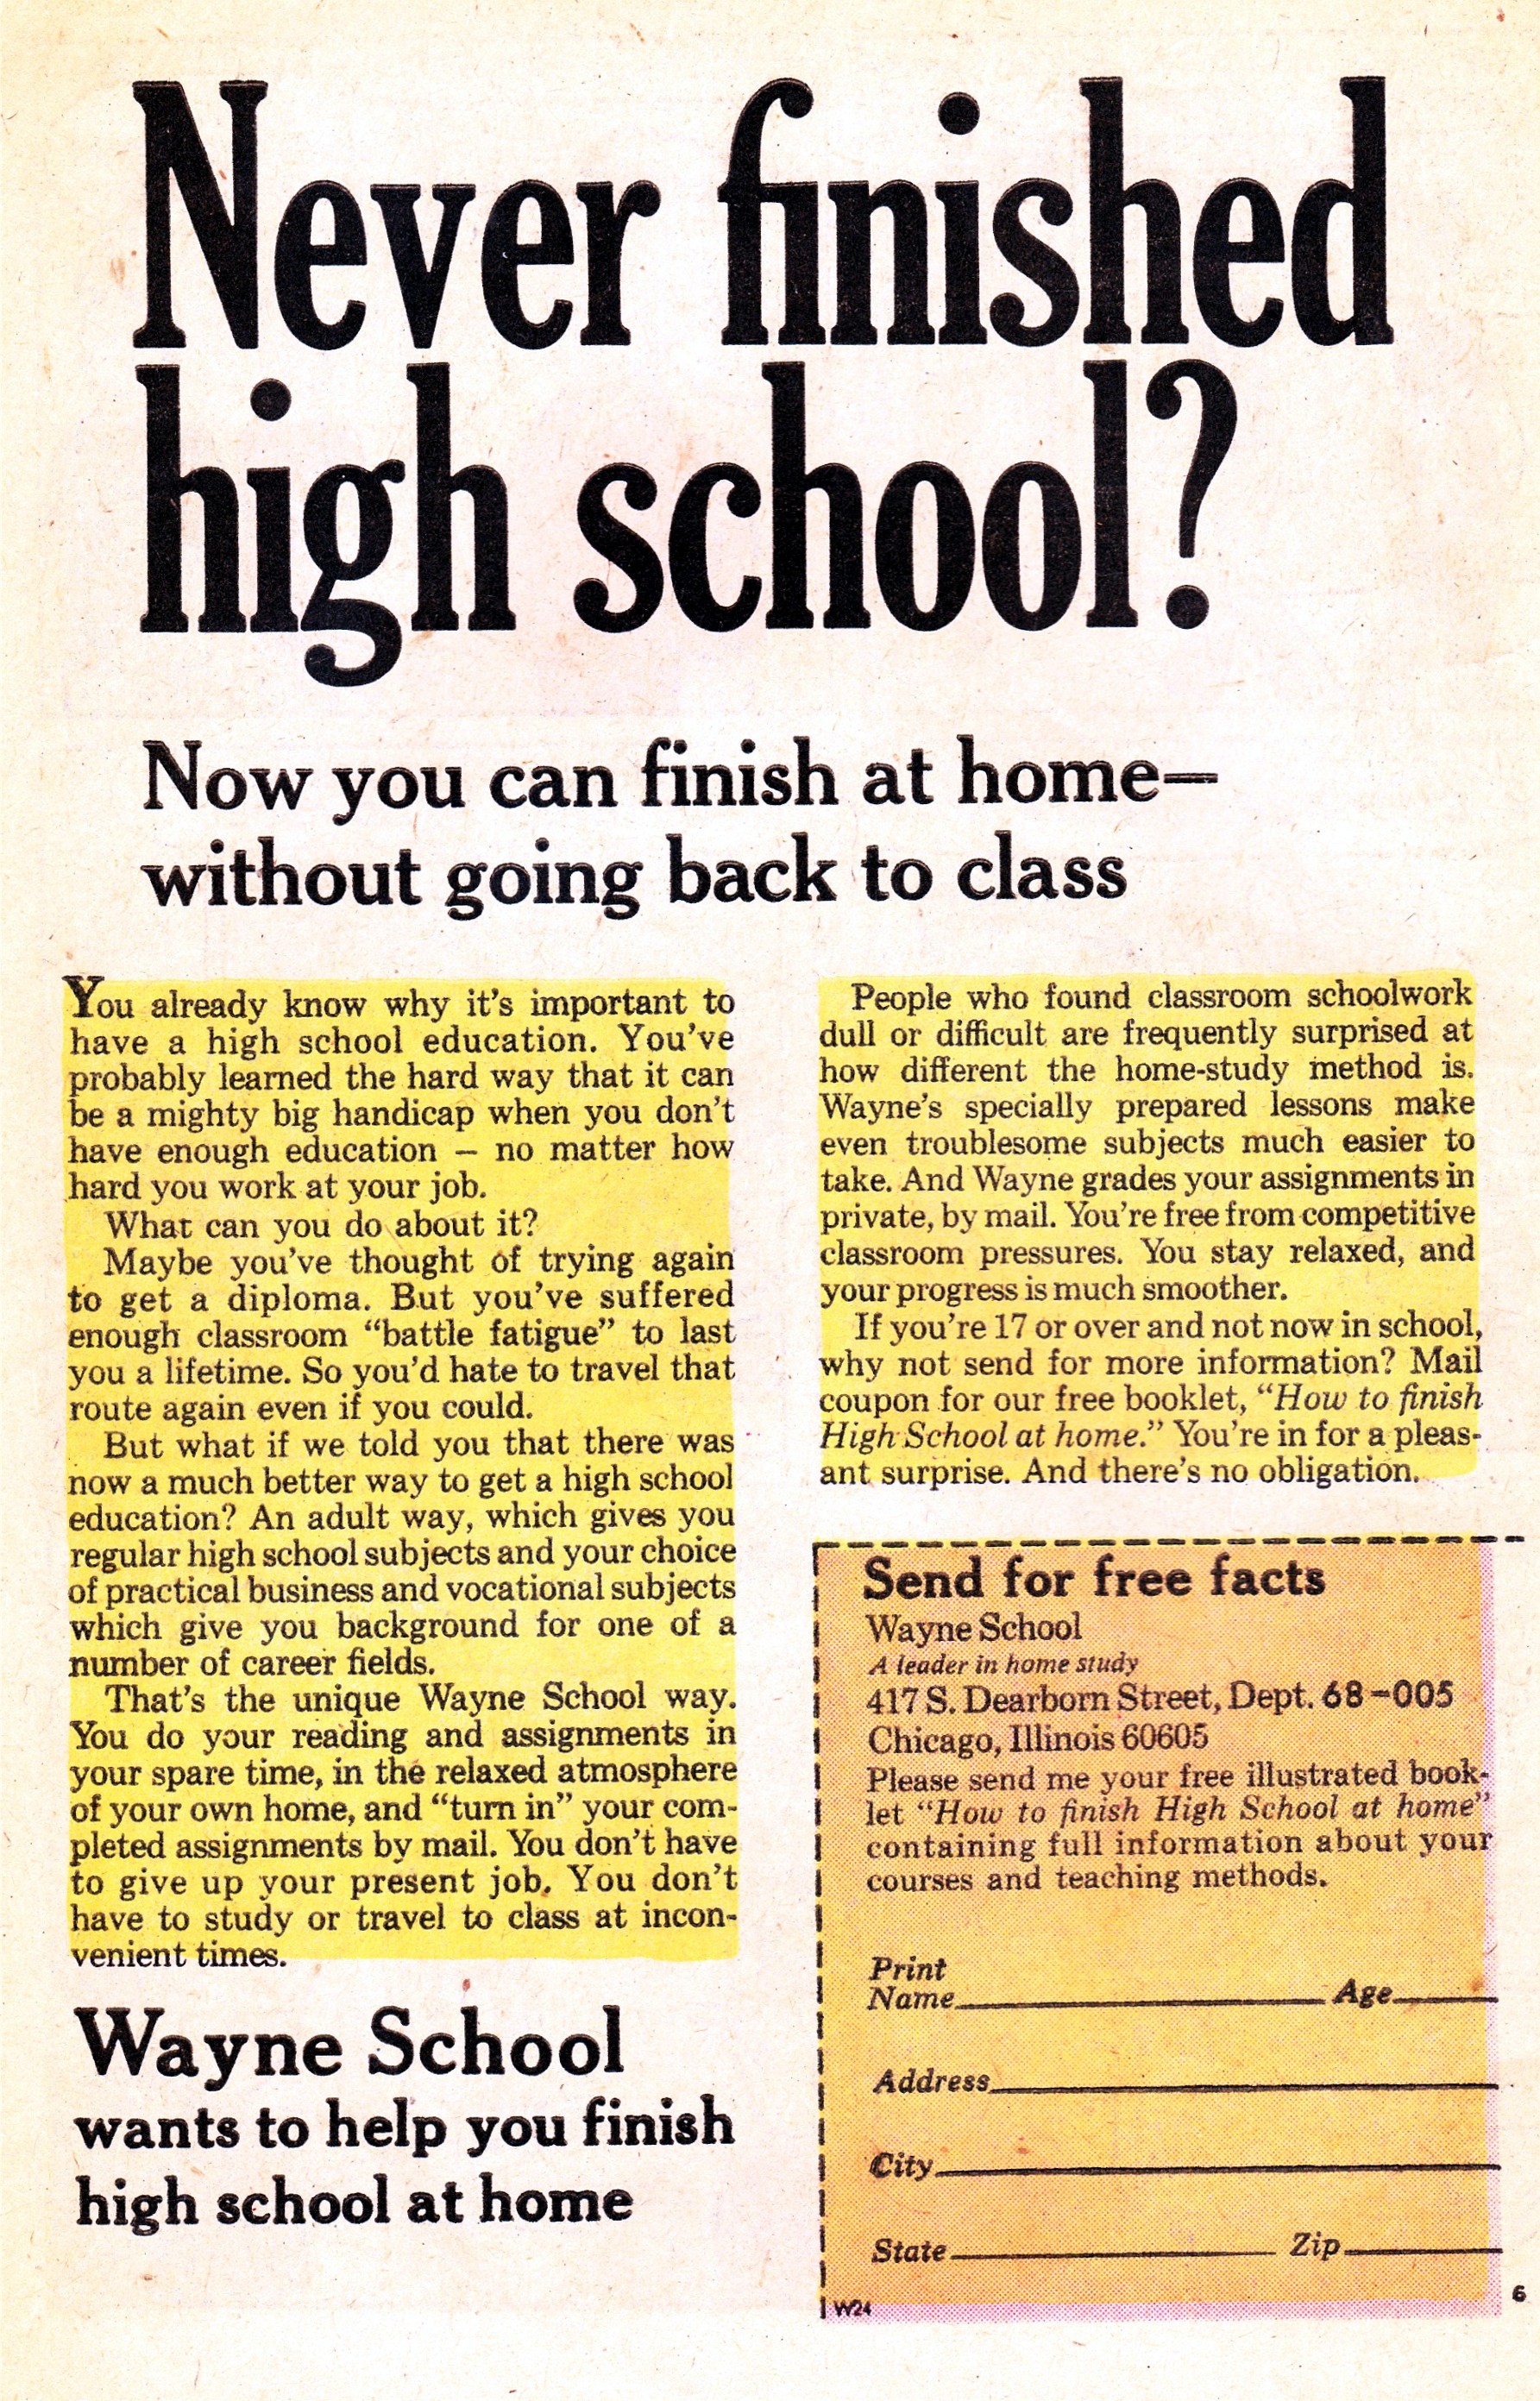 Never finished
high school?
Now you can finish at home—
without going back to class
You already know why it's important to
have a high school education. You've
probably learned the hard way that it can
be a mighty big handicap when you don't
have enough education — no matter how
hard you work at your job.
What can you do about it?
Maybe you've thought of trying again
to get a diploma. But you've suffered
enough classroom “battle fatigue” to last
you a lifetime. So you'd hate to travel that
route again even if you could.
But what if we told you that there was
now a much better way to get a high school
education? An adult way, which gives you
regular high school subjects and your choice
of practical business and vocational subjects
which give you background for one of a
number of career fields.
That's the unique Wayne School way.
You do your reading and assignments in
your spare time, in the relaxed atmosphere
of your own home, and “turn in” your com-
pleted assignments by mail. You don't have
to give up your present job. You don't
have to study or travel to class at incon-
venient times.
Wayne School
wants to help you finish
high school at home
People who found classroom schoolwork
dull or difficult are frequently surprised at
how different the home-study method is.
Wayne's specially prepared lessons make
even troublesome subjects much easier to
take. And Wayne grades your assignments in
private, by mail. You're free from competitive
classroom pressures. You stay relaxed, and
your progress is much smoother.
If you're 17 or over and not now in school,
why not send for more information? Mail
coupon for our free booklet, “How to finish
High School at home.” You're in for a pleas-
ant surprise. And there's no obligation.
Send for free facts
Wayne School
A leader in home study
417 S. Dearborn Street, Dept. 68-005
Chicago, Illinois 60605
Please send me your free illustrated book-
let “How to finish High School at home”
containing full information about your
courses and teaching methods.
Print
Name Age
Address
City
State Zip
W24
6